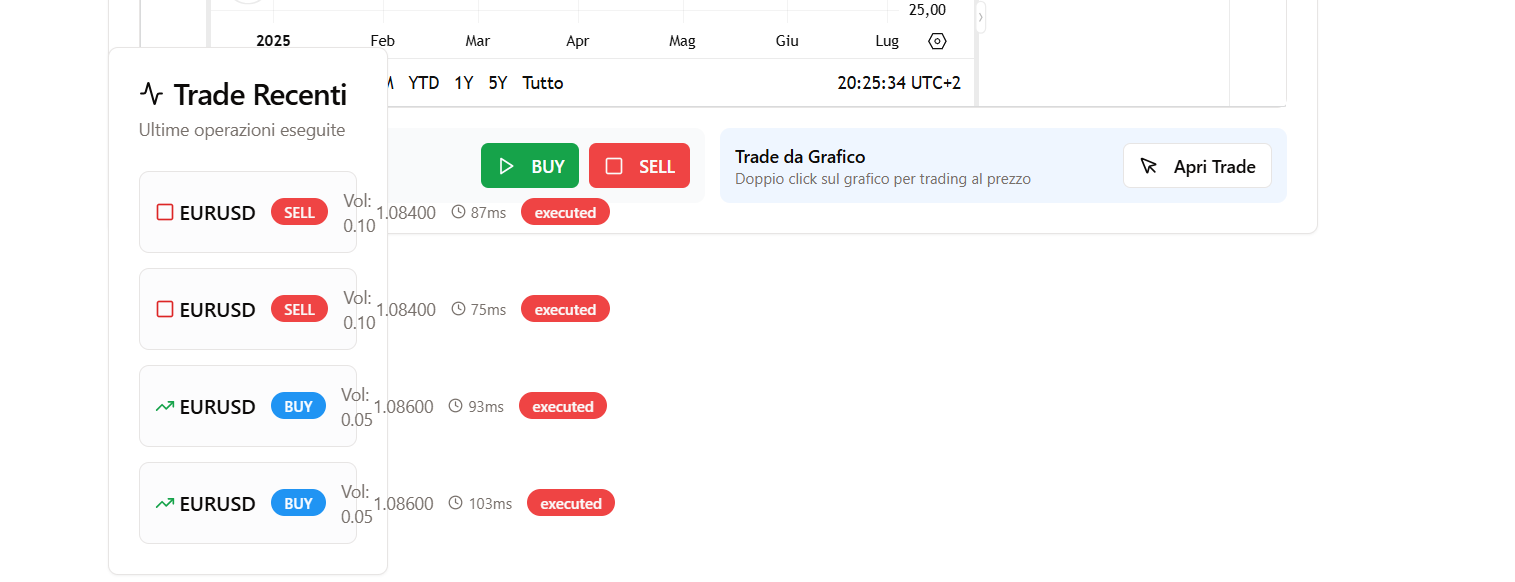 25,00
2025 Feb Mar Apr Mag Giu Lug
YTD 1Y 5Y Tutto 20:25:34 UTC+2
Trade Recenti
Ultime operazioni eseguite
BUY SELL
Trade da Grafico
Doppio click sul grafico per trading al prezzo
Apri Trade
EURUSD SELL Vol: 0.10 1.08400 87ms executed
EURUSD SELL Vol: 0.10 1.08400 75ms executed
EURUSD BUY Vol: 0.05 1.08600 93ms executed
EURUSD BUY Vol: 0.05 1.08600 103ms executed